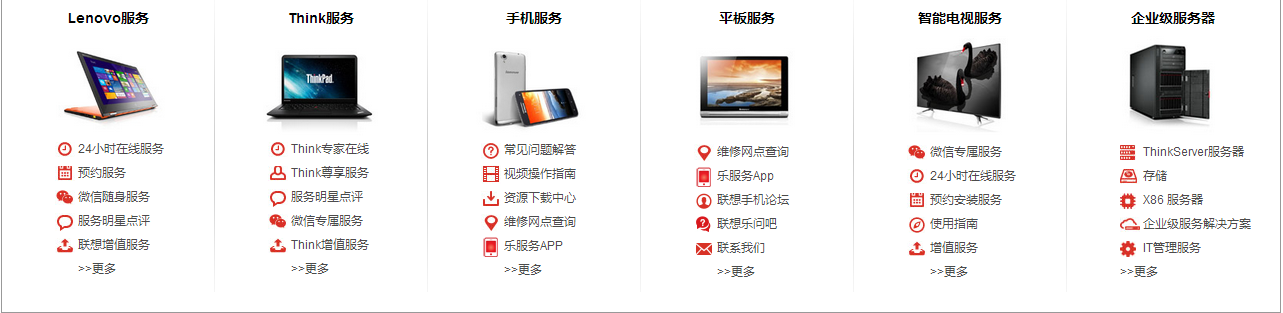 Lenovo服务
24小时在线服务
预约服务
微信随身服务
服务明星点评
联想增值服务
>>更多
Think服务
ThinkPad.
Think专家在线
Think尊享服务
服务明星点评
微信专属服务
Think增值服务
>>更多
手机服务
常见问题解答
视频操作指南
资源下载中心
维修网点查询
乐服务APP
>>更多
平板服务
维修网点查询
乐服务App
联想手机论坛
联想乐问吧
联系我们
>>更多
智能电视服务
微信专属服务
24小时在线服务
预约安装服务
使用指南
增值服务
>>更多
企业级服务器
ThinkServer服务器
存储
X86 服务器
企业级服务解决方案
IT管理服务
>>更多